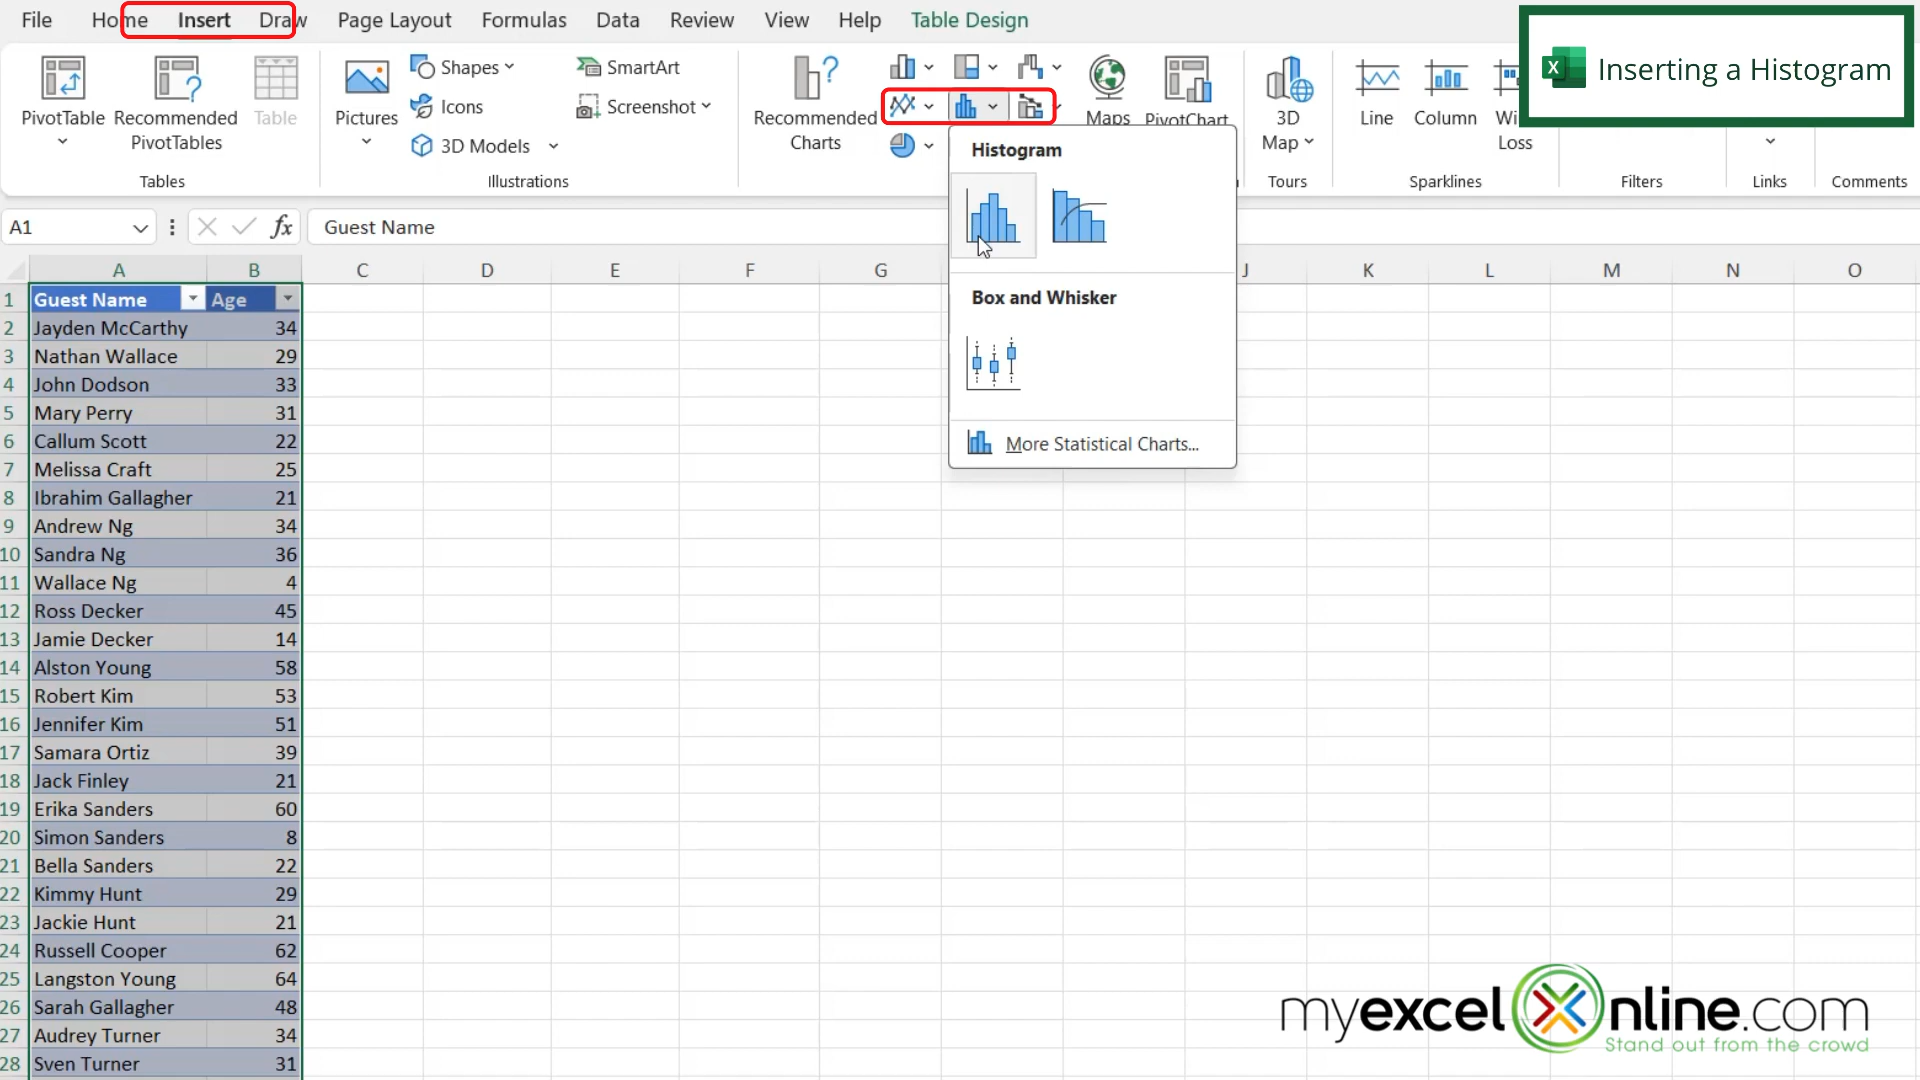 File Home Insert Draw Page Layout Formulas Data Review View Help Table Design
Inserting a Histogram
PivotTable
Recommended
PivotTables
Table
Tables
Pictures
Shapes
Icons
3D Models
SmartArt
Screenshot
Illustrations
Recommended
Charts
Maps
PivotChart
3D
Map
Tours
Line
Column
Loss
Sparklines
Filters
Links
Comments
Histogram
Box and Whisker
More Statistical Charts...
A1 fx Guest Name
A B C D E F G J K L M N O
1 Guest Name Age
2 Jayden McCarthy 34
3 Nathan Wallace 29
4 John Dodson 33
5 Mary Perry 31
6 Callum Scott 22
7 Melissa Craft 25
8 Ibrahim Gallagher 21
9 Andrew Ng 34
10 Sandra Ng 36
11 Wallace Ng 4
12 Ross Decker 45
13 Jamie Decker 14
14 Alston Young 58
15 Robert Kim 53
16 Jennifer Kim 51
17 Samara Ortiz 39
18 Jack Finley 21
19 Erika Sanders 60
20 Simon Sanders 8
21 Bella Sanders 22
22 Kimmy Hunt 29
23 Jackie Hunt 21
24 Russell Cooper 62
25 Langston Young 64
26 Sarah Gallagher 48
27 Audrey Turner 34
28 Sven Turner 31
myexcelOnline.com
Stand out from the crowd